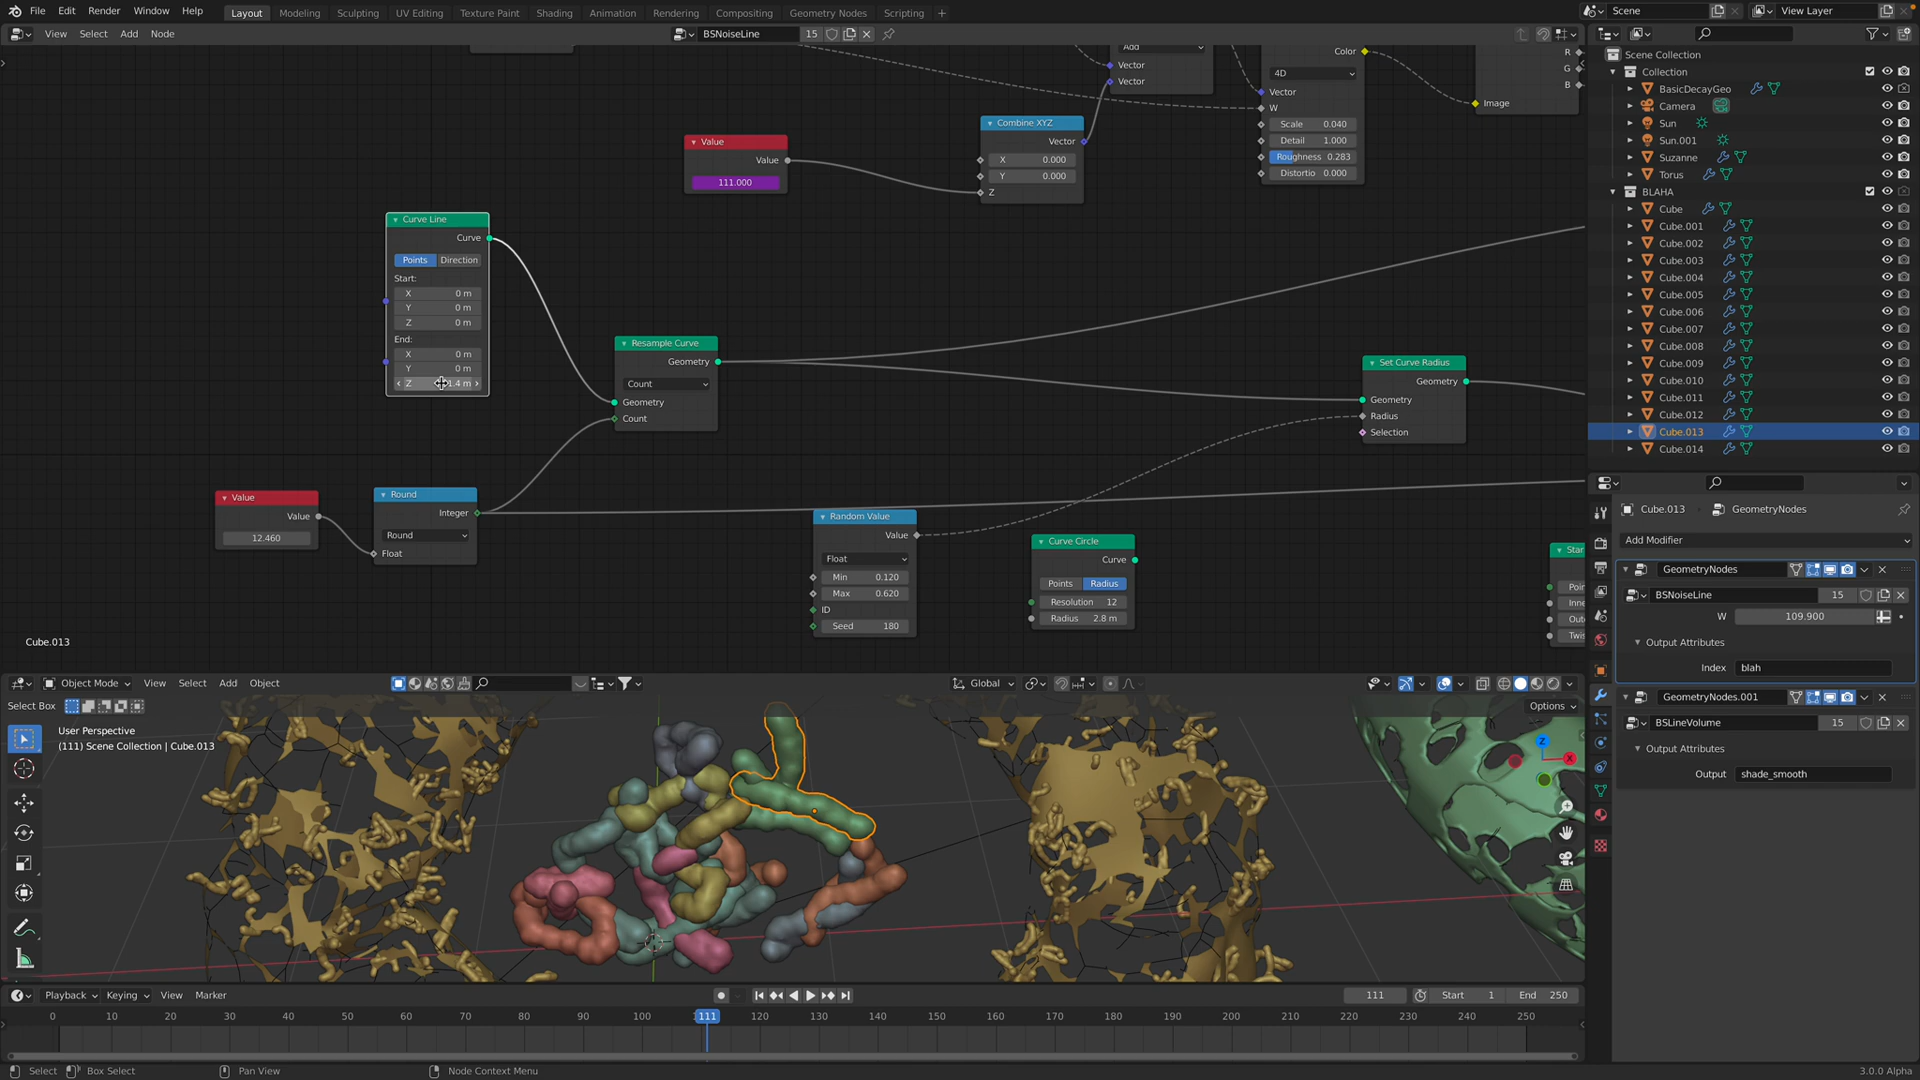 File Edit Render Window Help Layout Modeling Sculpting UV Editing Texture Paint Shading Animation Rendering Compositing Geometry Nodes Scripting + Scene View Layer
View Select Add Node BSNoiseLine 15
Add
Vector
Vector
Color
4D
Vector
W
Scale 0.040
Detail 1.000
Roughness 0.283
Distortio 0.000
R
G
B
Image
Value
Value
111.000
Combine XYZ
Vector
X 0.000
Y 0.000
Z
Curve Line
Curve
Points Direction
Start:
X 0 m
Y 0 m
Z 0 m
End:
X 0 m
Y 0 m
Z
Resample Curve
Geometry
Count
Geometry
Count
Set Curve Radius
Geometry
Geometry
Radius
Selection
Value
Value
12.460
Round
Integer
Round
Float
Random Value
Value
Float
Min 0.120
Max 0.620
ID
Seed 180
Curve Circle
Curve
Points Radius
Resolution 12
Radius 2.8 m
Star
Poin
Inne
Oute
Twis
Cube.013
Scene Collection
Collection
BasicDecayGeo
Camera
Sun
Sun.001
Suzanne
Torus
BLAHA
Cube
Cube.001
Cube.002
Cube.003
Cube.004
Cube.005
Cube.006
Cube.007
Cube.008
Cube.009
Cube.010
Cube.011
Cube.012
Cube.013
Cube.014
Cube.013 GeometryNodes
Add Modifier
GeometryNodes
BSNoiseLine 15
W 109.900
Output Attributes
Index blah
GeometryNodes.001
BSLineVolume 15
Output Attributes
Output shade_smooth
Object Mode View Select Add Object Global
Select Box Options
User Perspective
(111) Scene Collection | Cube.013
Z
X
Playback Keying View Marker 111 Start 1 End 250
0 10 20 30 40 50 60 70 80 90 111 120 130 140 150 160 170 180 190 200 210 220 230 240 250
Select Box Select Pan View Node Context Menu 3.0.0 Alpha